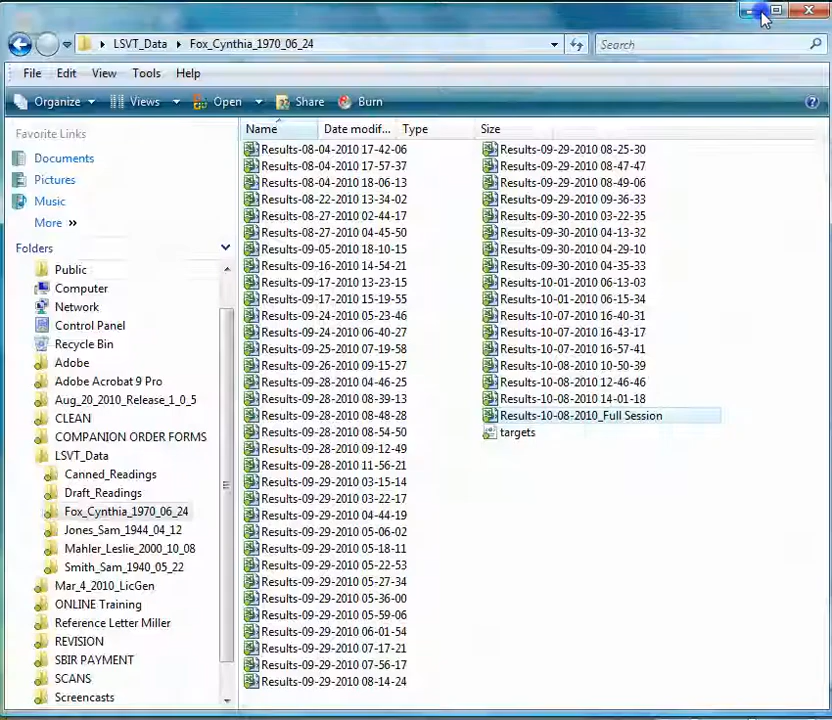 LSVT_Data Fox_Cynthia_1970_06_24 Search
File Edit View Tools Help
Organize Views Open Share Burn
Favorite Links
Documents
Pictures
Music
More »
Folders
Public
Computer
Network
Control Panel
Recycle Bin
Adobe
Adobe Acrobat 9 Pro
Aug_20_2010_Release_1_0_5
CLEAN
COMPANION ORDER FORMS
LSVT_Data
Canned_Readings
Draft_Readings
Fox_Cynthia_1970_06_24
Jones_Sam_1944_04_12
Mahler_Leslie_2000_10_08
Smith_Sam_1940_05_22
Mar_4_2010_LicGen
ONLINE Training
Reference Letter Miller
REVISION
SBIR PAYMENT
SCANS
Screencasts
Name Date modif... Type Size
Results-08-04-2010 17-42-06
Results-08-04-2010 17-57-37
Results-08-04-2010 18-06-13
Results-08-22-2010 13-34-02
Results-08-27-2010 02-44-17
Results-08-27-2010 04-45-50
Results-09-05-2010 18-10-15
Results-09-16-2010 14-54-21
Results-09-17-2010 13-23-15
Results-09-17-2010 15-19-55
Results-09-24-2010 05-23-46
Results-09-24-2010 06-40-27
Results-09-25-2010 07-19-58
Results-09-26-2010 09-15-27
Results-09-28-2010 04-46-25
Results-09-28-2010 08-39-13
Results-09-28-2010 08-48-28
Results-09-28-2010 08-54-50
Results-09-28-2010 09-12-49
Results-09-28-2010 11-56-21
Results-09-29-2010 03-15-14
Results-09-29-2010 03-22-17
Results-09-29-2010 04-44-19
Results-09-29-2010 05-06-02
Results-09-29-2010 05-18-11
Results-09-29-2010 05-22-53
Results-09-29-2010 05-27-34
Results-09-29-2010 05-36-00
Results-09-29-2010 05-59-06
Results-09-29-2010 06-01-54
Results-09-29-2010 07-17-21
Results-09-29-2010 07-56-17
Results-09-29-2010 08-14-24
Results-09-29-2010 08-25-30
Results-09-29-2010 08-47-47
Results-09-29-2010 08-49-06
Results-09-29-2010 09-36-33
Results-09-30-2010 03-22-35
Results-09-30-2010 04-13-32
Results-09-30-2010 04-29-10
Results-09-30-2010 04-35-33
Results-10-01-2010 06-13-03
Results-10-01-2010 06-15-34
Results-10-07-2010 16-40-31
Results-10-07-2010 16-43-17
Results-10-07-2010 16-57-41
Results-10-08-2010 10-50-39
Results-10-08-2010 12-46-46
Results-10-08-2010 14-01-18
Results-10-08-2010_Full Session
targets